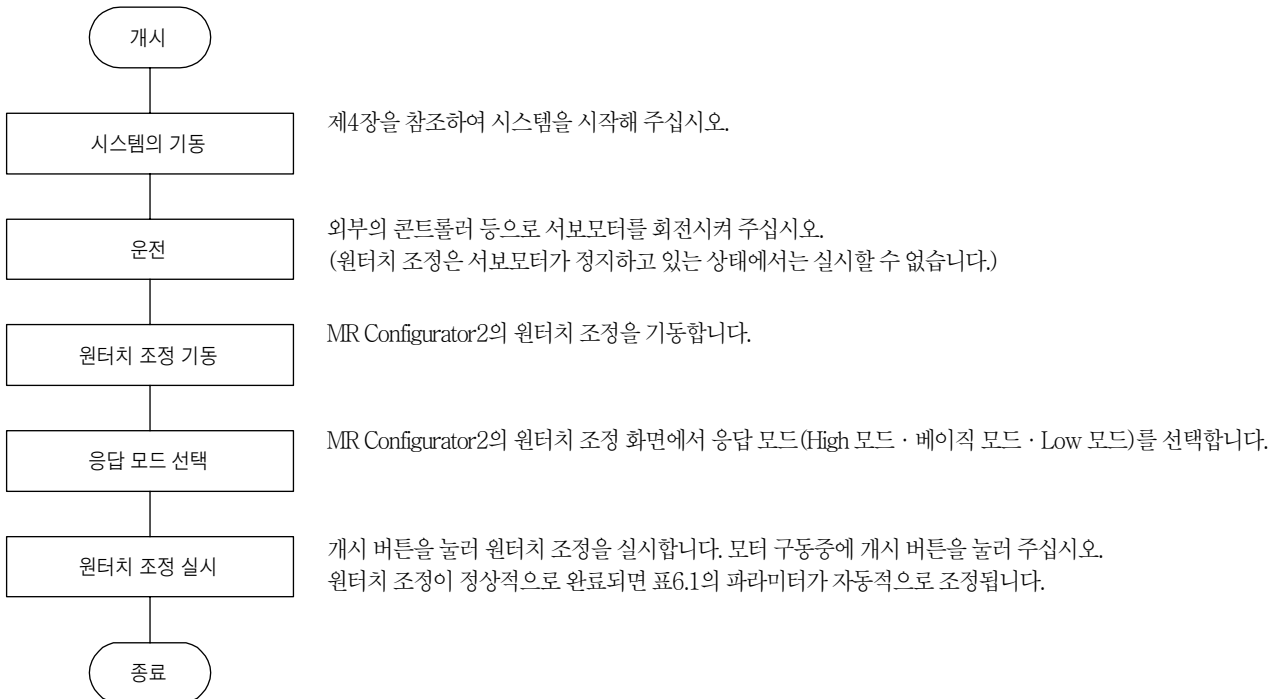 개시
시스템의 기동
제4장을 참조하여 시스템을 시작해 주십시오.
운전
외부의 콘트롤러 등으로 서보모터를 회전시켜 주십시오.
(원터치 조정은 서보모터가 정지하고 있는 상태에서는 실시할 수 없습니다.)
원터치 조정 기동
MR Configurator2의 원터치 조정을 기동합니다.
응답 모드 선택
MR Configurator2의 원터치 조정 화면에서 응답 모드(High 모드 · 베이직 모드 · Low 모드)를 선택합니다.
원터치 조정 실시
개시 버튼을 눌러 원터치 조정을 실시합니다. 모터 구동중에 개시 버튼을 눌러 주십시오.
원터치 조정이 정상적으로 완료되면 표6.1의 파라미터가 자동적으로 조정됩니다.
종료